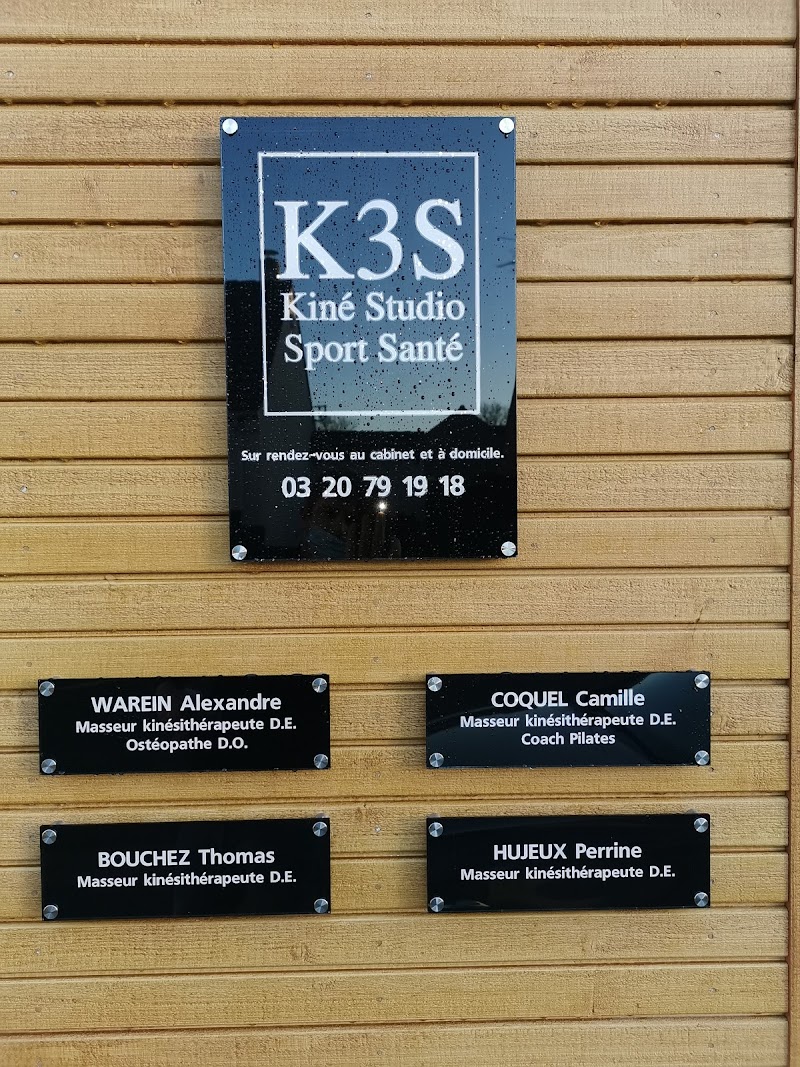 K3S
Kiné Studio
Sport Santé
Sur rendez-vous au cabinet et à domicile.
03 20 79 19 18
WAREIN Alexandre
Masseur kinésithérapeute D.E.
Ostéopathe D.O.
COQUEL Camille
Masseur kinésithérapeute D.E.
Coach Pilates
BOUCHEZ Thomas
Masseur kinésithérapeute D.E.
HUJEUX Perrine
Masseur kinésithérapeute D.E.